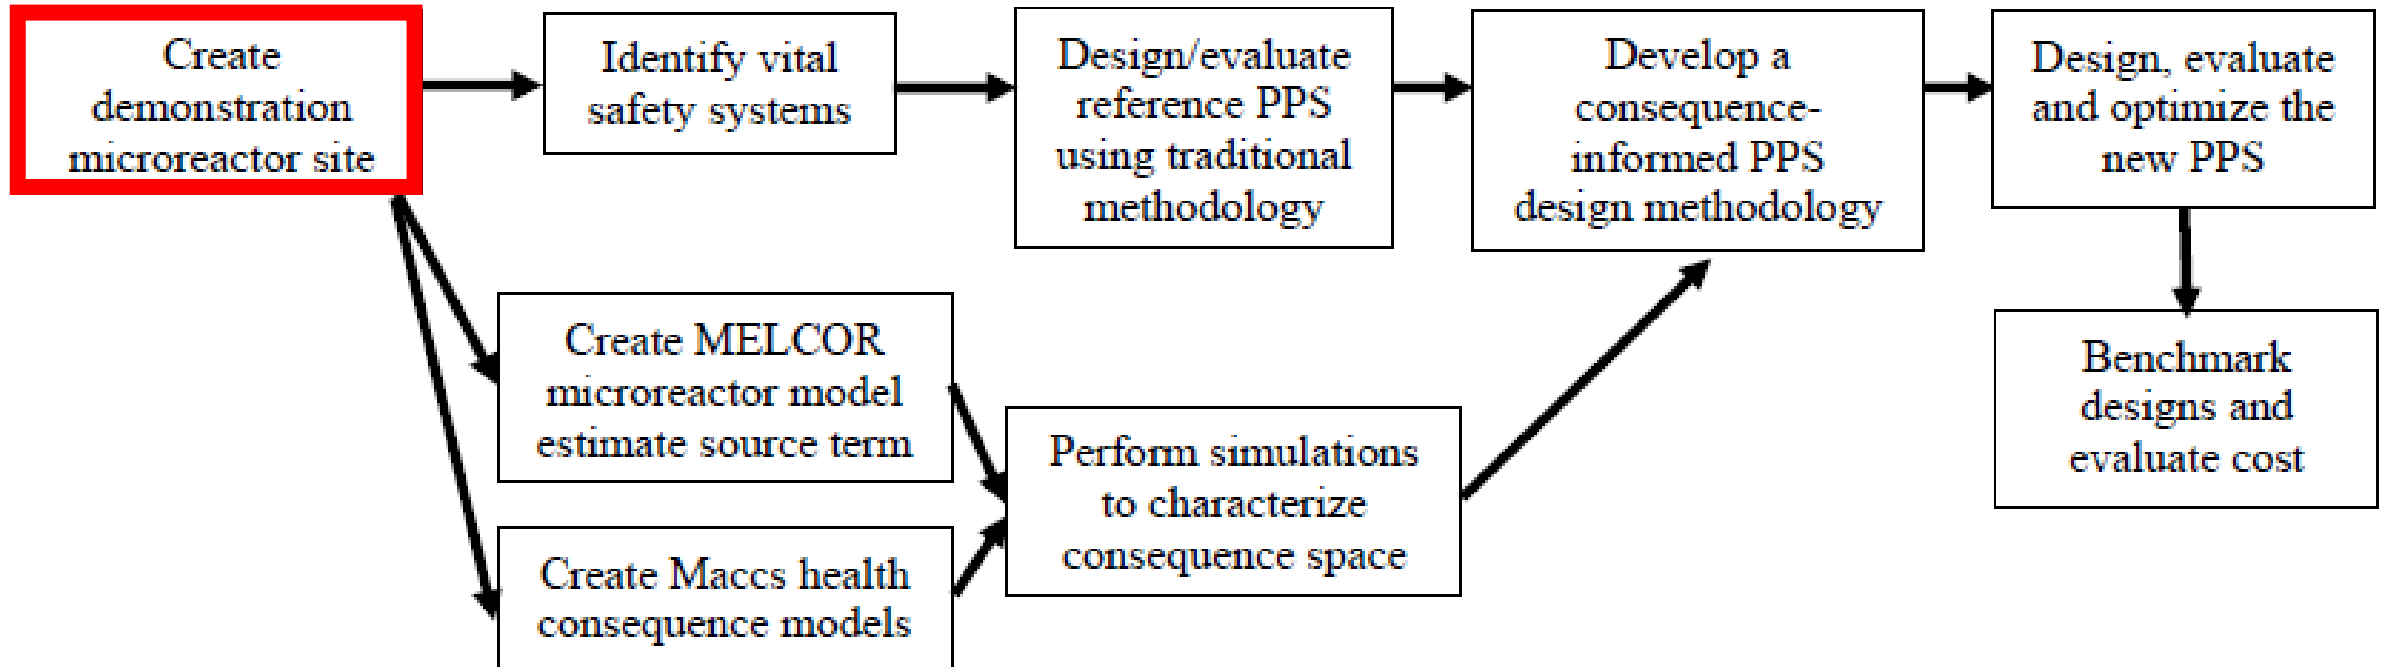 Create
demonstration
microreactor site
Identify vital
safety systems
Design/evaluate
reference PPS
using traditional
methodology
Develop a
consequence-
informed PPS
design methodology
Design, evaluate
and optimize the
new PPS
Create MELCOR
microreactor model
estimate source term
Create Maccs health
consequence models
Perform simulations
to characterize
consequence space
Benchmark
designs and
evaluate cost